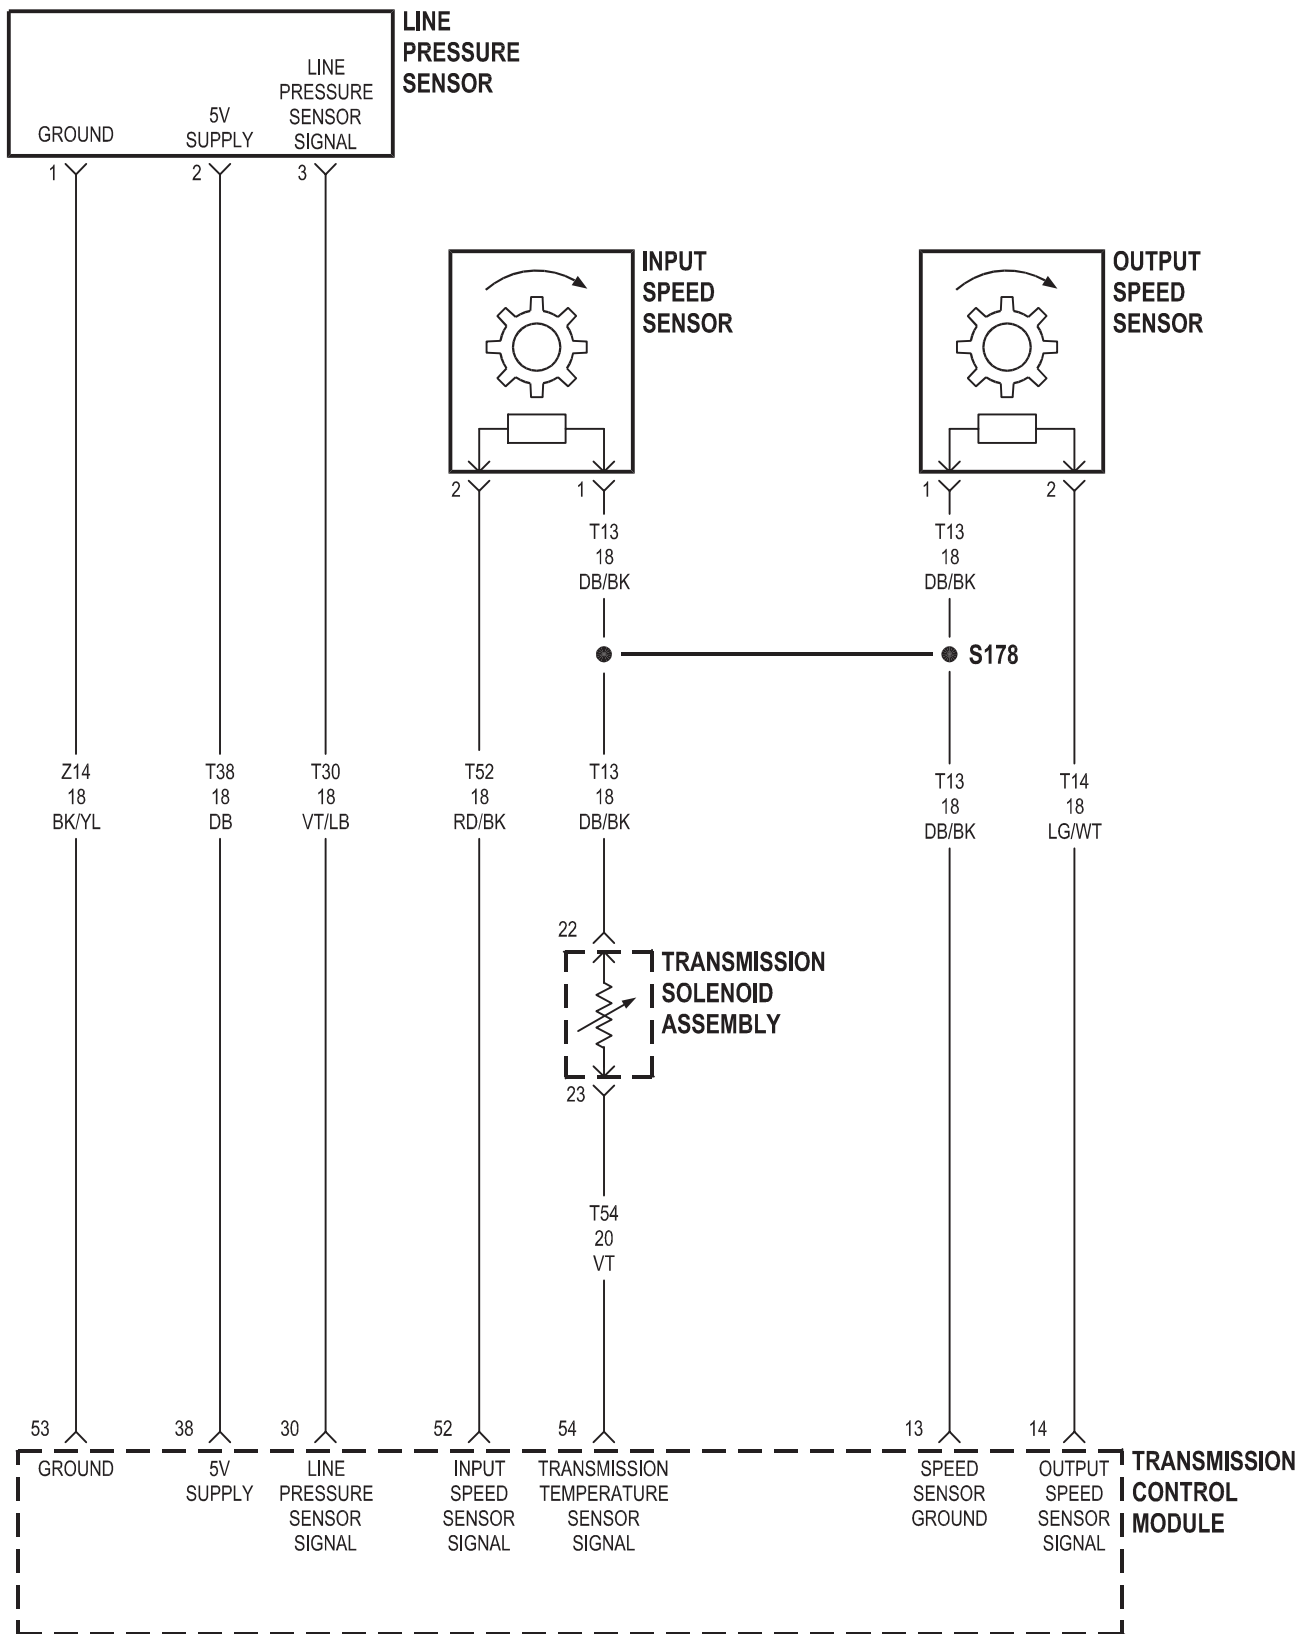 LINE
PRESSURE
SENSOR
GROUND
5V
SUPPLY
LINE
PRESSURE
SENSOR
SIGNAL
1
2
3
INPUT
SPEED
SENSOR
OUTPUT
SPEED
SENSOR
2
1
1
2
T13
18
DB/BK
T13
18
DB/BK
S178
Z14
18
BK/YL
T38
18
DB
T30
18
VT/LB
T52
18
RD/BK
T13
18
DB/BK
T13
18
DB/BK
T14
18
LG/WT
22
TRANSMISSION
SOLENOID
ASSEMBLY
23
T54
20
VT
53
38
30
52
54
13
14
GROUND
5V
SUPPLY
LINE
PRESSURE
SENSOR
SIGNAL
INPUT
SPEED
SENSOR
SIGNAL
TRANSMISSION
TEMPERATURE
SENSOR
SIGNAL
SPEED
SENSOR
GROUND
OUTPUT
SPEED
SENSOR
SIGNAL
TRANSMISSION
CONTROL
MODULE